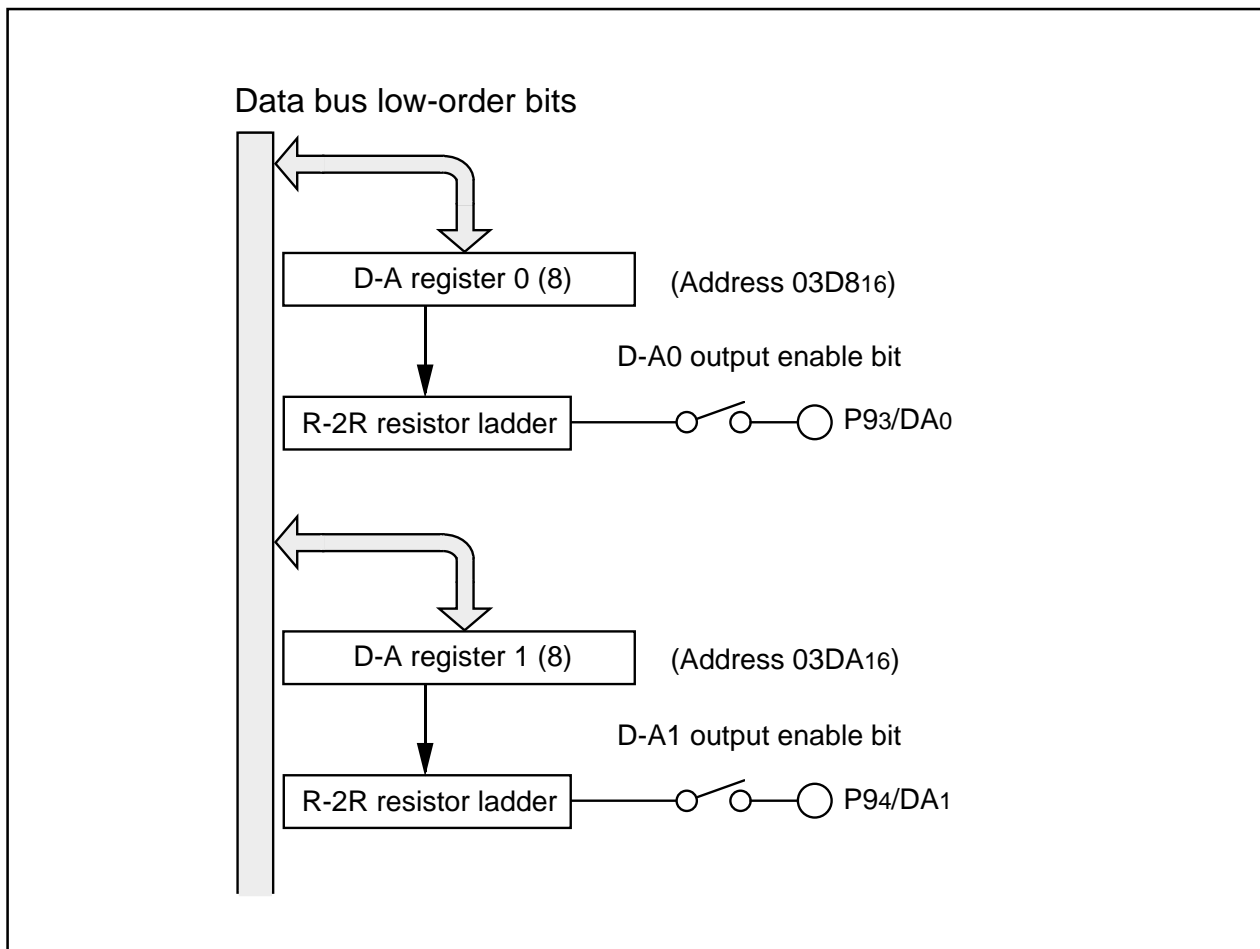 Data bus low-order bits
D-A register 0 (8)
(Address 03D816)
D-A0 output enable bit
R-2R resistor ladder
P93/DA0
D-A register 1 (8)
(Address 03DA16)
D-A1 output enable bit
R-2R resistor ladder
P94/DA1